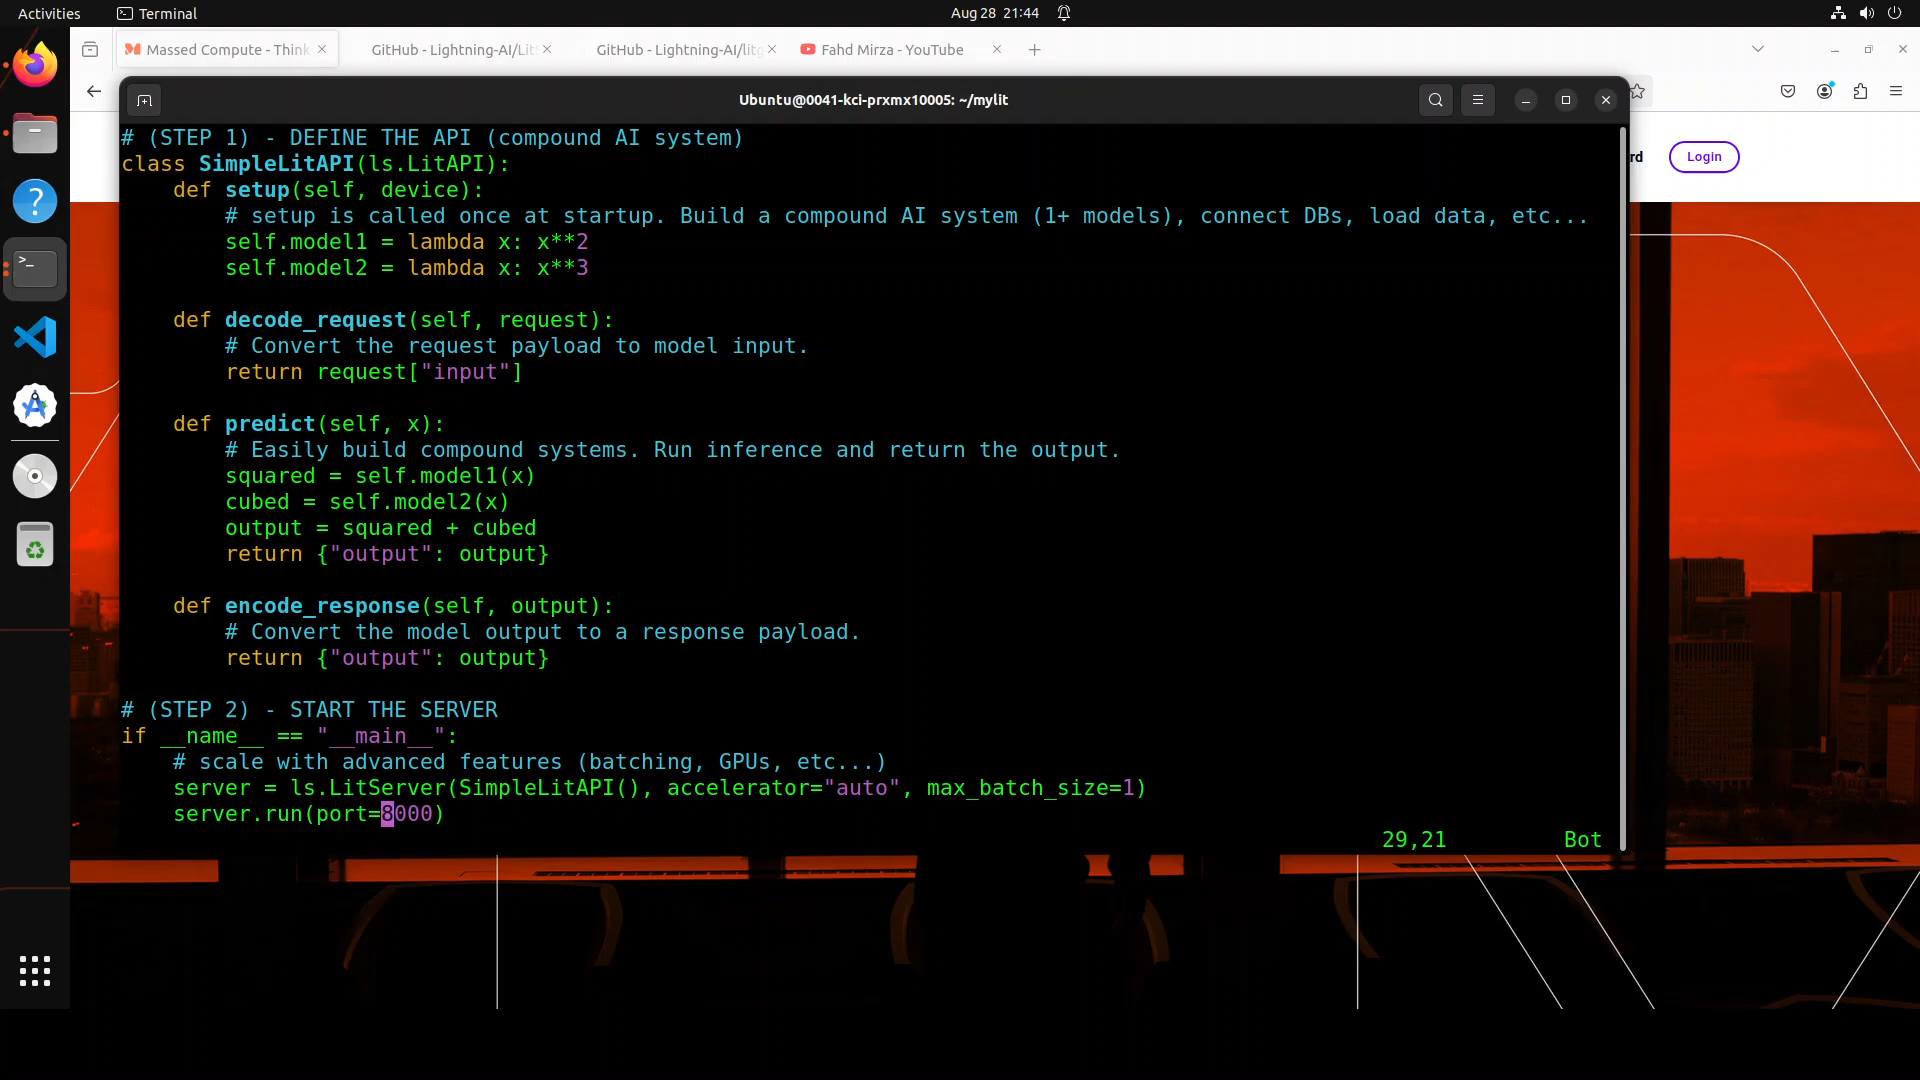 Activities
Terminal
Aug 28 21:44
Massed Compute - Think
GitHub - Lightning-AI/Lit
GitHub - Lightning-AI/litg
Fahd Mirza - YouTube
Ubuntu@0041-kci-prxmx10005: ~/mylit
rd
Login
# (STEP 1) - DEFINE THE API (compound AI system)
class SimpleLitAPI(ls.LitAPI):
    def setup(self, device):
        # setup is called once at startup. Build a compound AI system (1+ models), connect DBs, load data, etc...
        self.model1 = lambda x: x**2
        self.model2 = lambda x: x**3
    def decode_request(self, request):
        # Convert the request payload to model input.
        return request["input"]
    def predict(self, x):
        # Easily build compound systems. Run inference and return the output.
        squared = self.model1(x)
        cubed = self.model2(x)
        output = squared + cubed
        return {"output": output}
    def encode_response(self, output):
        # Convert the model output to a response payload.
        return {"output": output}
# (STEP 2) - START THE SERVER
if __name__ == "__main__":
    # scale with advanced features (batching, GPUs, etc...)
    server = ls.LitServer(SimpleLitAPI(), accelerator="auto", max_batch_size=1)
    server.run(port=8000)
29,21
Bot